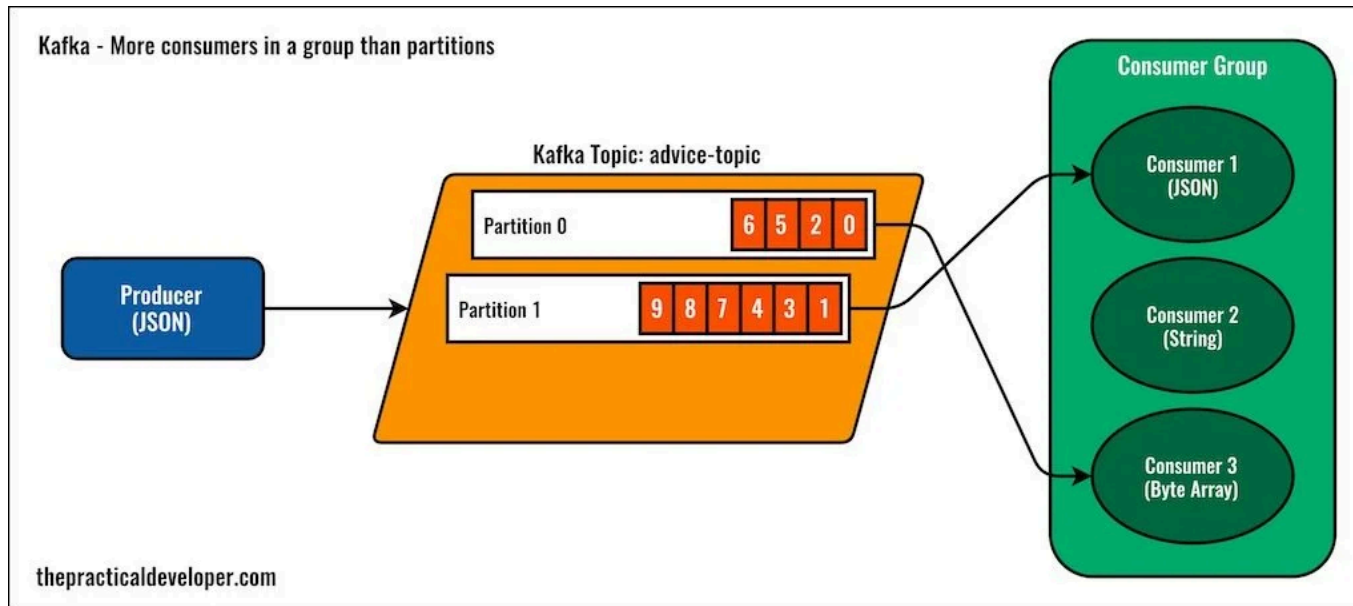 Kafka - More consumers in a group than partitions
Consumer Group
Kafka Topic: advice-topic
Producer
(JSON)
Partition 0
6 5 2 0
Partition 1
9 8 7 4 3 1
Consumer 1
(JSON)
Consumer 2
(String)
Consumer 3
(Byte Array)
thepracticaldeveloper.com